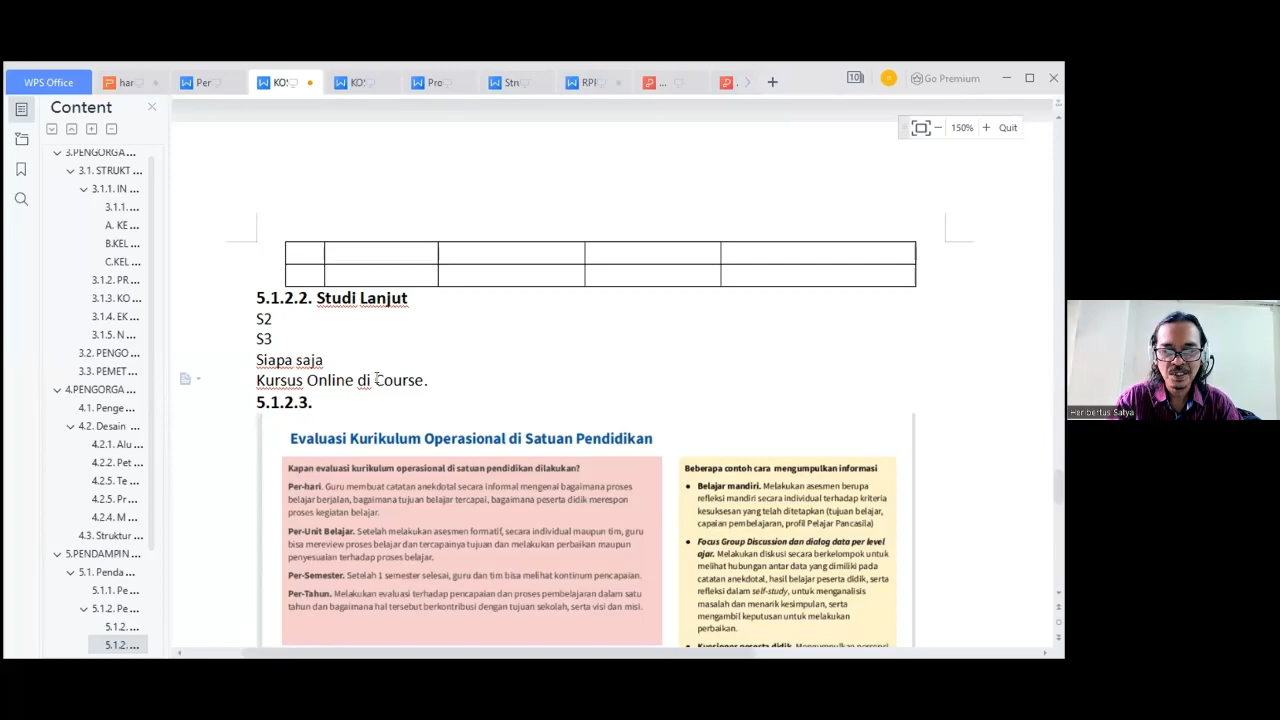 WPS Office
har
Per
KO
KO
Pro
Str
RPI
...
Go Premium
Content
150%
Quit
3.PENGORGA ...
3.1. STRUKT ...
3.1.1. IN ...
3.1.1. ...
A. KE ...
B.KEL ...
C.KEL ...
3.1.2. PR ...
3.1.3. KO ...
3.1.4. EK ...
3.1.5. N ...
3.2. PENGO ...
3.3. PEMET ...
4.PENGORGA ...
4.1. Penge ...
4.2. Desain ...
4.2.1. Alu ...
4.2.2. Pet ...
4.2.5. Te ...
4.2.5. Pr ...
4.2.4. M ...
4.3. Struktur ...
5.PENDAMPIN ...
5.1. Penda ...
5.1.1. Pe ...
5.1.2. Pe ...
5.1.2. ...
5.1.2. ...
5.1.2.2. Studi Lanjut
S2
S3
Siapa saja
Kursus Online di Course.
5.1.2.3.
Evaluasi Kurikulum Operasional di Satuan Pendidikan
Kapan evaluasi kurikulum operasional di satuan pendidikan dilakukan?
Per-hari. Guru membuat catatan anekdotal secara informal mengenai bagaimana proses
belajar berjalan, bagaimana tujuan belajar tercapai, bagaimana peserta didik merespon
proses kegiatan belajar.
Per-Unit Belajar. Setelah melakukan asesmen formatif, secara individual maupun tim, guru
bisa mereview proses belajar dan tercapainya tujuan dan melakukan perbaikan maupun
penyesuaian terhadap proses belajar.
Per-Semester. Setelah 1 semester selesai, guru dan tim bisa melihat kontinum pencapaian.
Per-Tahun. Melakukan evaluasi terhadap pencapaian dan proses pembelajaran dalam satu
tahun dan bagaimana hal tersebut berkontribusi dengan tujuan sekolah, serta visi dan misi.
Beberapa contoh cara mengumpulkan informasi
• Belajar mandiri. Melakukan asesmen berupa
refleksi mandiri secara individual terhadap kriteria
kesuksesan yang telah ditetapkan (tujuan belajar,
capaian pembelajaran, profil Pelajar Pancasila)
• Focus Group Discussion dan dialog data per level
ajar. Melakukan diskusi secara berkelompok untuk
melihat hubungan antar data yang dimiliki pada
catatan anekdotal, hasil belajar peserta didik, serta
refleksi dalam self-study, untuk menganalisis
masalah dan menarik kesimpulan, serta
mengambil keputusan untuk melakukan
perbaikan.
Heribertus Satya